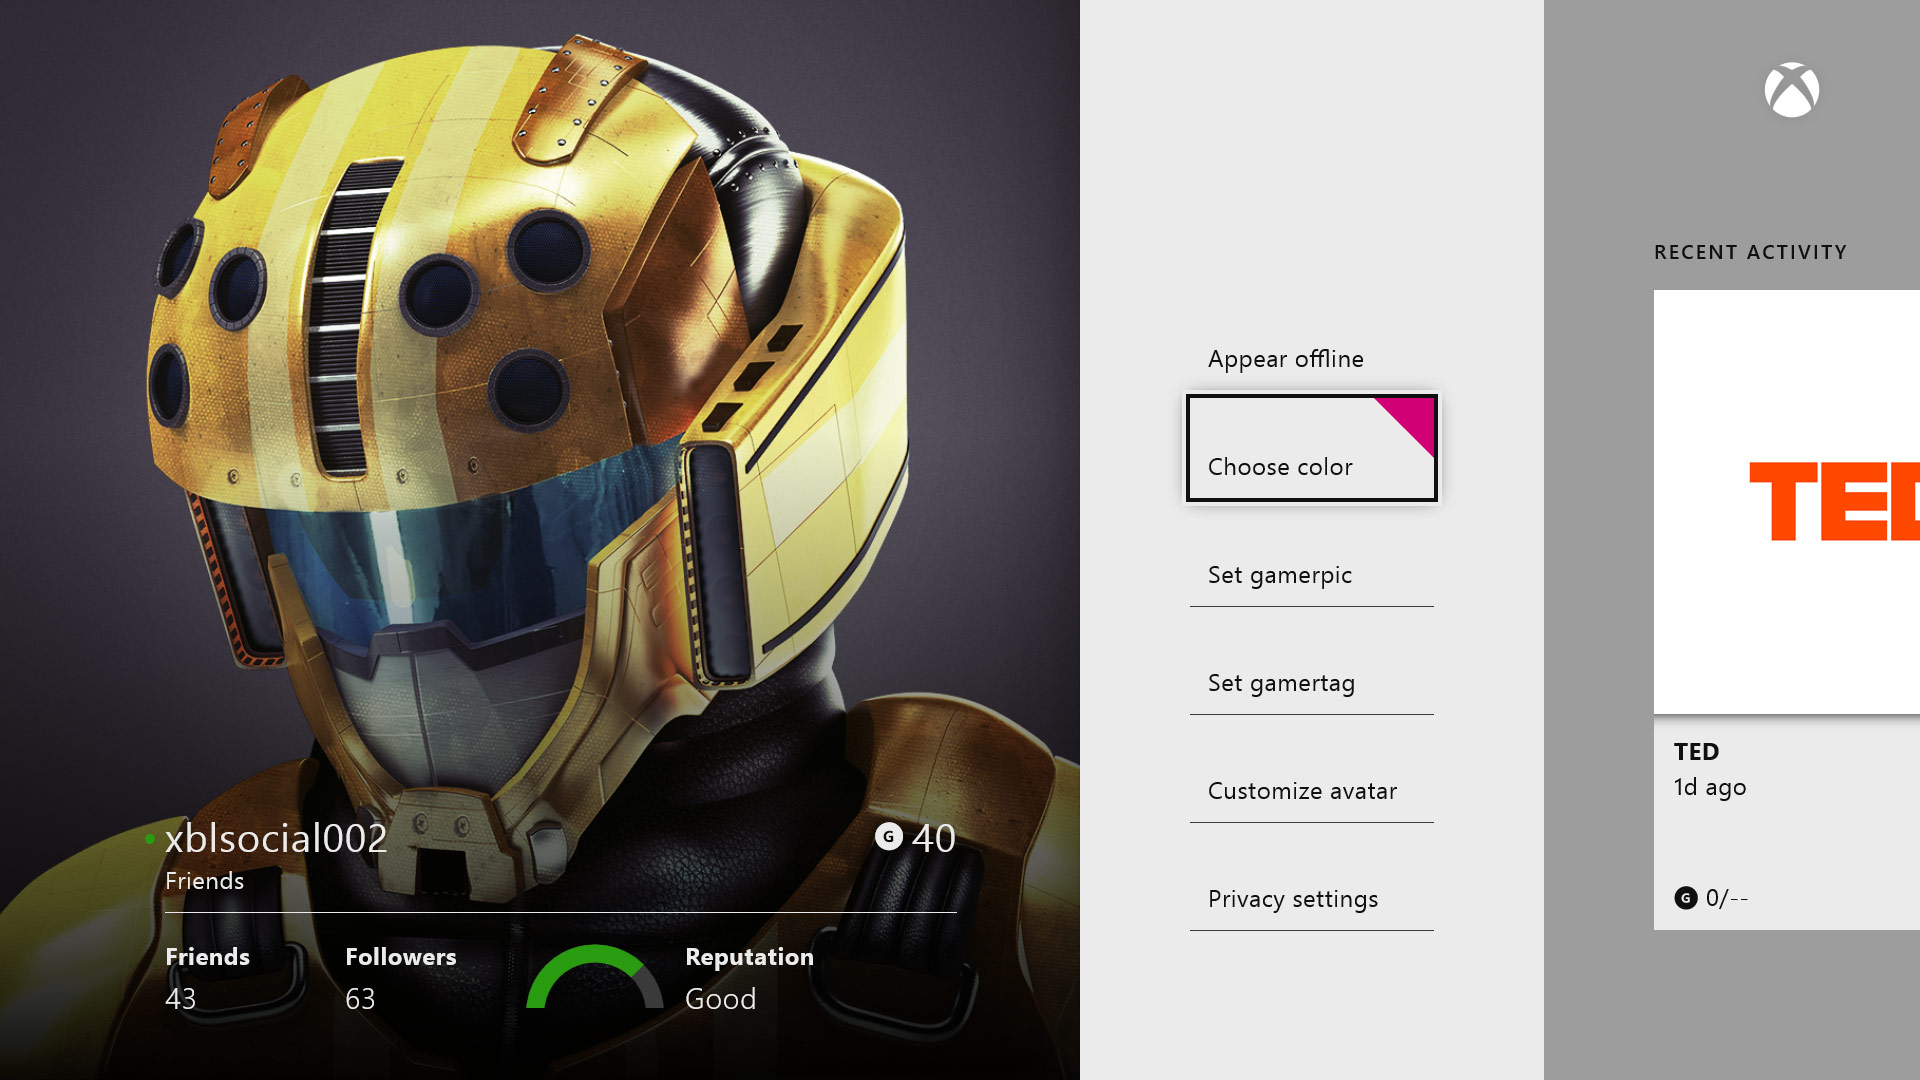 xblsocial002
G 40
Friends
Friends
43
Followers
63
Reputation
Good
Appear offline
Choose color
Set gamerpic
Set gamertag
Customize avatar
Privacy settings
RECENT ACTIVITY
TED
TED
1d ago
G 0/--